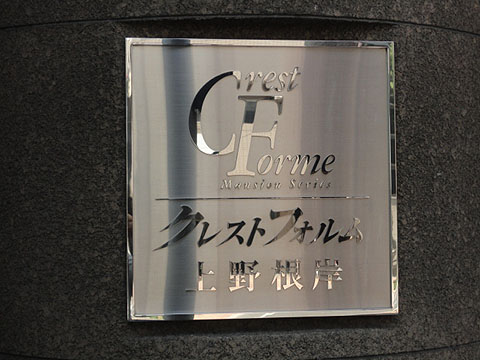 Crest
Forme
Mansion Series
クレストフォルム
上野根岸